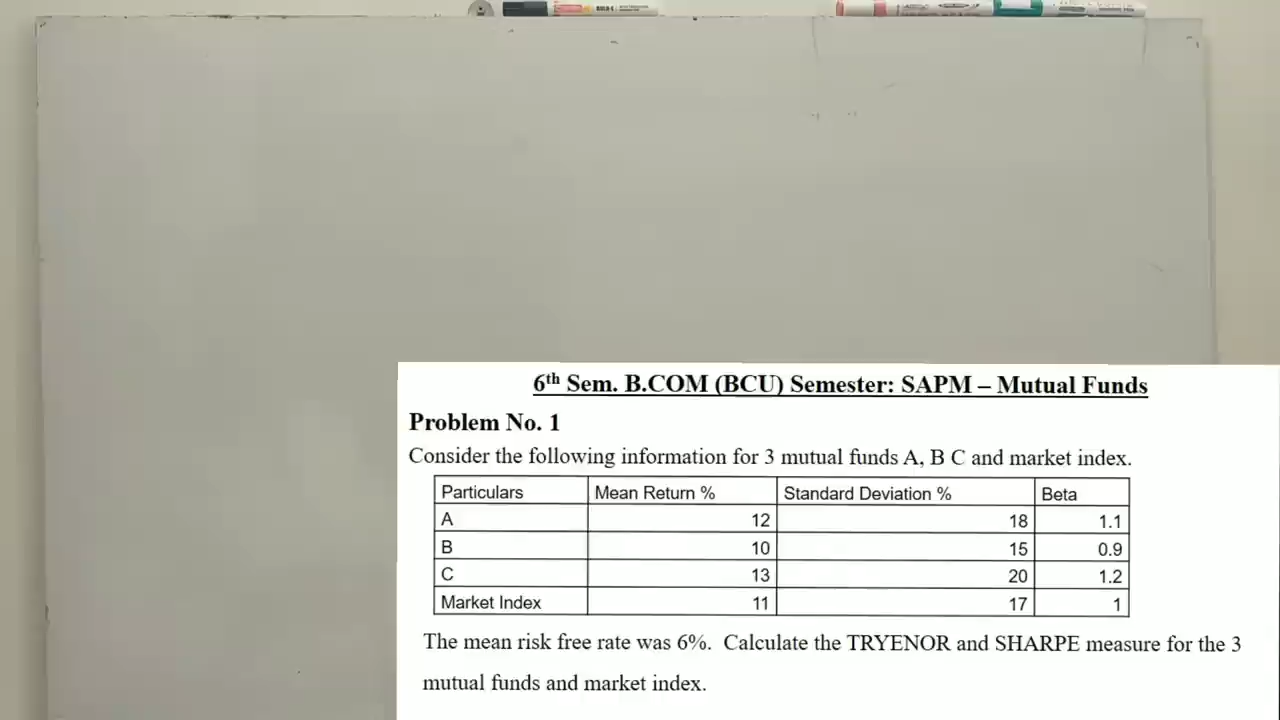 6th Sem. B.COM (BCU) Semester: SAPM – Mutual Funds
Problem No. 1
Consider the following information for 3 mutual funds A, B C and market index.
Particulars Mean Return % Standard Deviation % Beta
A 12 18 1.1
B 10 15 0.9
C 13 20 1.2
Market Index 11 17 1
The mean risk free rate was 6%. Calculate the TRYENOR and SHARPE measure for the 3
mutual funds and market index.